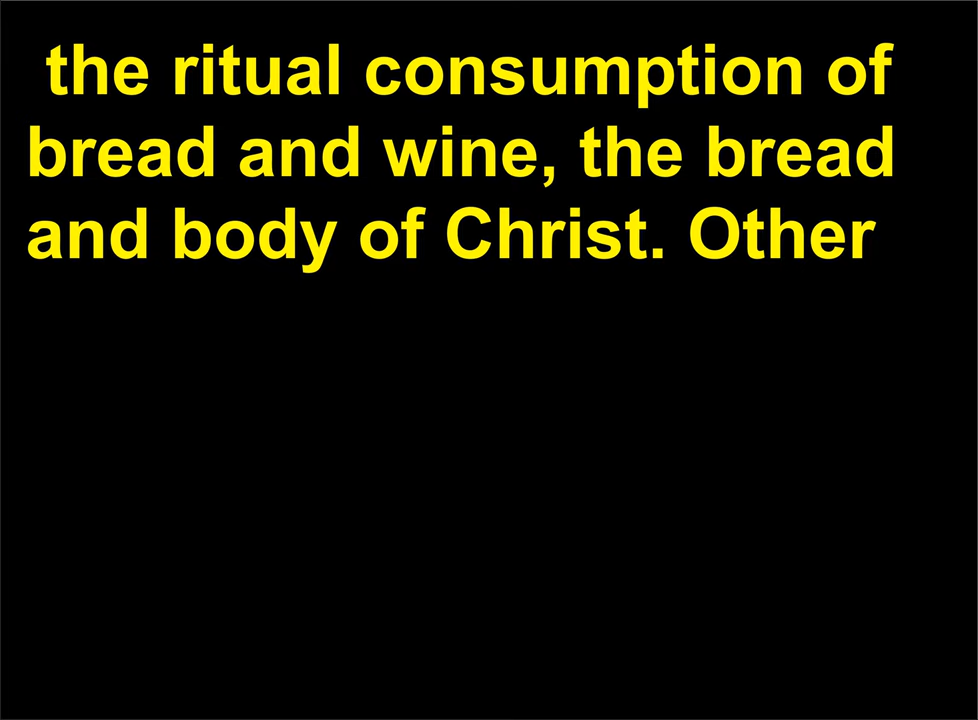 the ritual consumption of
bread and wine, the bread
and body of Christ. Other